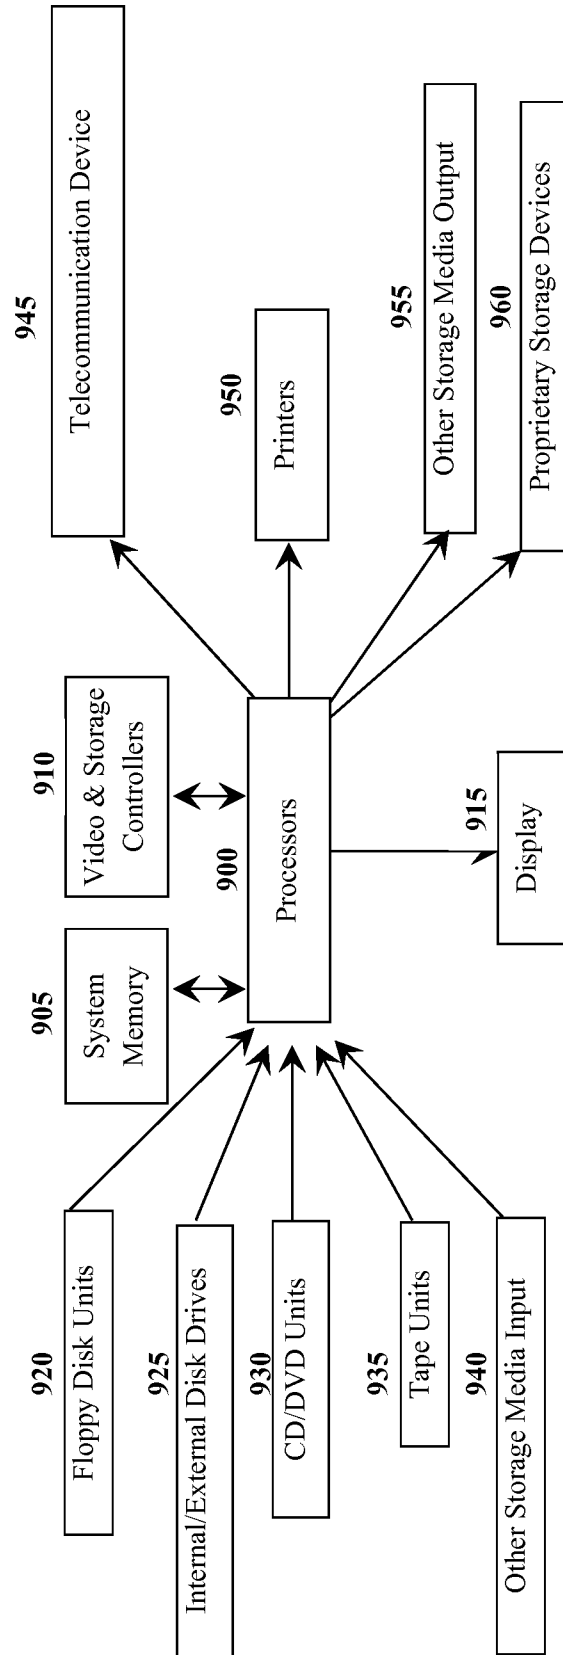 920
Floppy Disk Units
925
Internal/External Disk Drives
930
CD/DVD Units
935
Tape Units
940
Other Storage Media Input
905
System
Memory
910
Video & Storage
Controllers
900
Processors
915
Display
945
Telecommunication Device
950
Printers
955
Other Storage Media Output
960
Proprietary Storage Devices